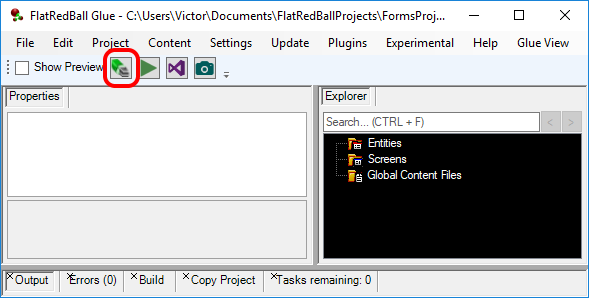 FlatRedBall Glue - C:\Users\Victor\Documents\FlatRedBallProjects\FormsProj...
File Edit Project Content Settings Update Plugins Experimental Help Glue View
Show Preview
Properties
Explorer
Search... (CTRL + F)
< >
Entities
Screens
Global Content Files
Output Errors (0) Build Copy Project Tasks remaining: 0